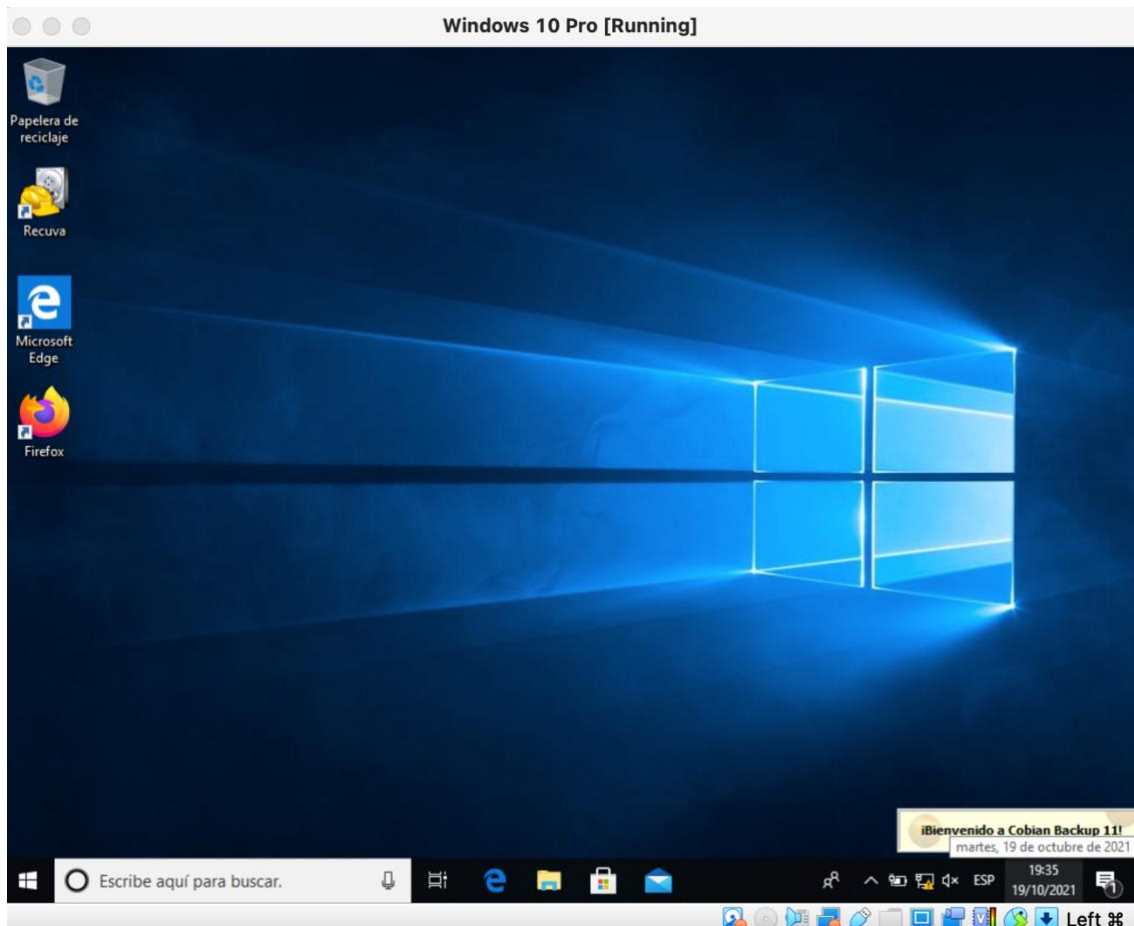 Windows 10 Pro [Running]
Papelera de
reciclaje
Recuva
Microsoft
Edge
Firefox
¡Bienvenido a Cobian Backup 11!
martes, 19 de octubre de 2021
Escribe aquí para buscar.
ESP
19:35
19/10/2021
1
Left ⌘